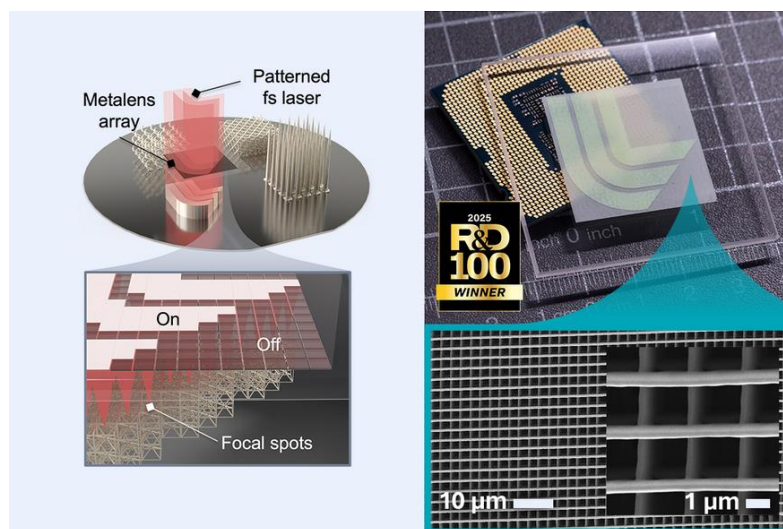 Patterned
fs laser
Metalens
array
On
Off
Focal spots
2025
R&D
100
WINNER
nch 0 inch
1
10 µm
1 µm